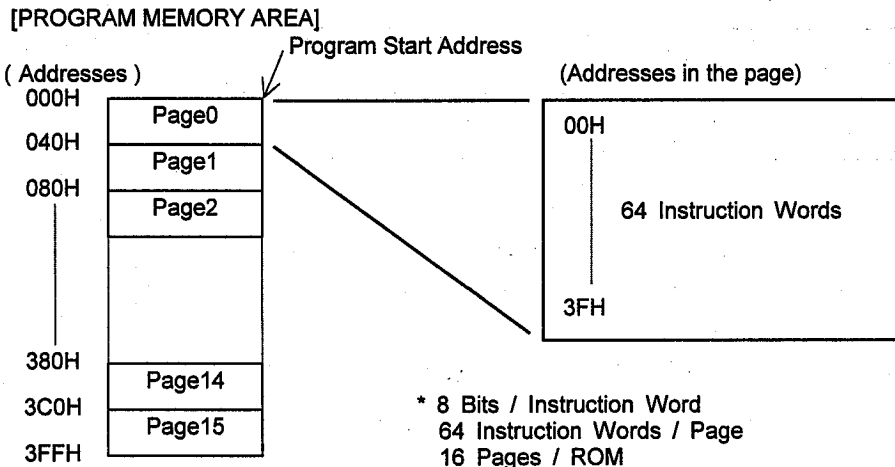 [PROGRAM MEMORY AREA]
Program Start Address
( Addresses )
(Addresses in the page)
000H
Page0
00H
040H
Page1
080H
Page2
64 Instruction Words
3FH
380H
Page14
3C0H
Page15
3FFH
* 8 Bits / Instruction Word
64 Instruction Words / Page
16 Pages / ROM